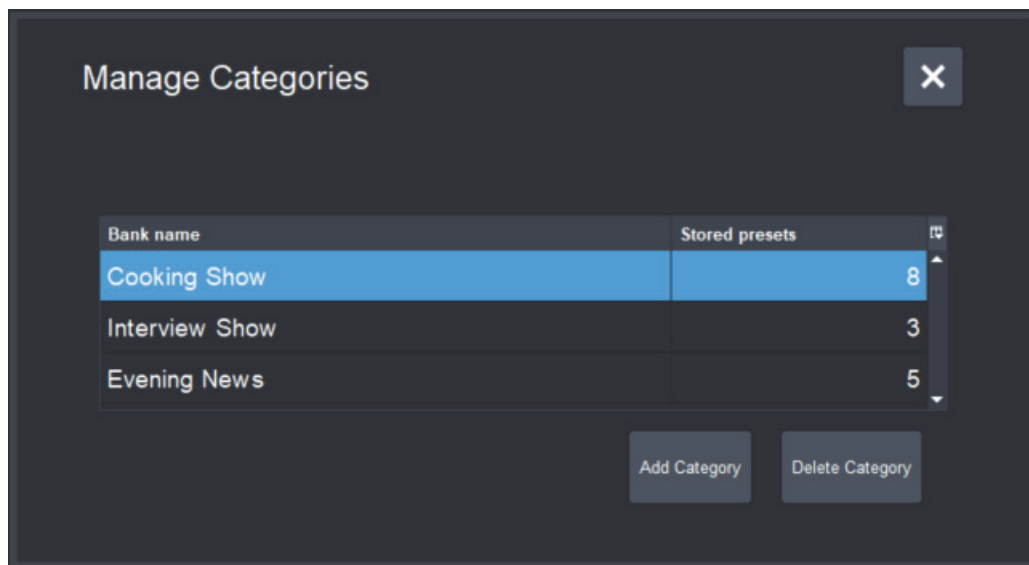 Manage Categories
Bank name Stored presets
Cooking Show 8
Interview Show 3
Evening News 5
Add Category Delete Category